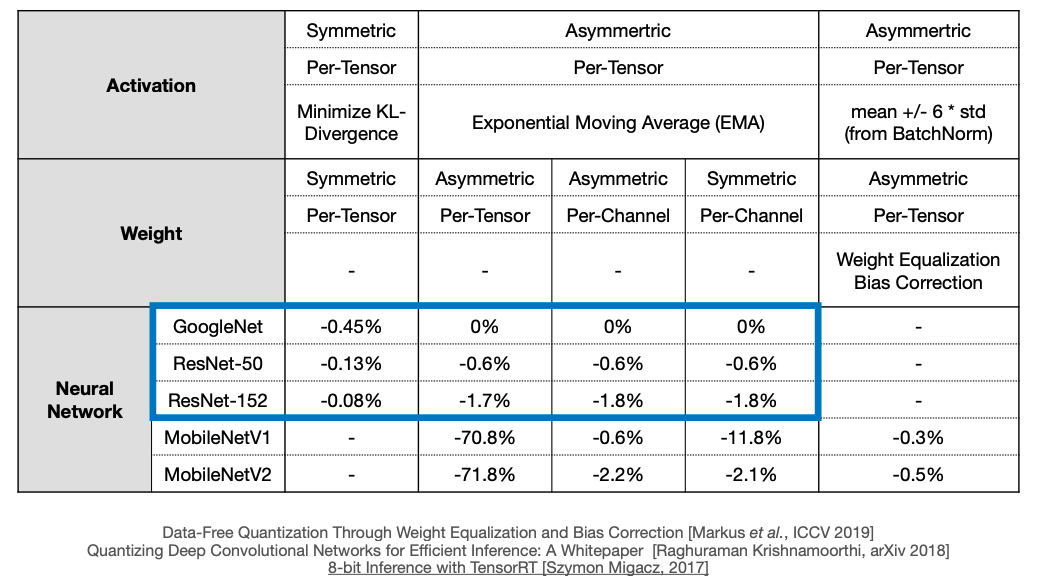 Activation
Symmetric
Asymmertric
Asymmertric
Per-Tensor
Per-Tensor
Per-Tensor
Minimize KL-
Divergence
Exponential Moving Average (EMA)
mean +/- 6 * std
(from BatchNorm)
Weight
Symmetric
Asymmetric
Asymmetric
Symmetric
Asymmetric
Per-Tensor
Per-Tensor
Per-Channel
Per-Channel
Per-Tensor
-
-
-
-
Weight Equalization
Bias Correction
Neural
Network
GoogleNet
-0.45%
0%
0%
0%
-
ResNet-50
-0.13%
-0.6%
-0.6%
-0.6%
-
ResNet-152
-0.08%
-1.7%
-1.8%
-1.8%
-
MobileNetV1
-
-70.8%
-0.6%
-11.8%
-0.3%
MobileNetV2
-
-71.8%
-2.2%
-2.1%
-0.5%
Data-Free Quantization Through Weight Equalization and Bias Correction [Markus et al., ICCV 2019]
Quantizing Deep Convolutional Networks for Efficient Inference: A Whitepaper [Raghuraman Krishnamoorthi, arXiv 2018]
8-bit Inference with TensorRT [Szymon Migacz, 2017]